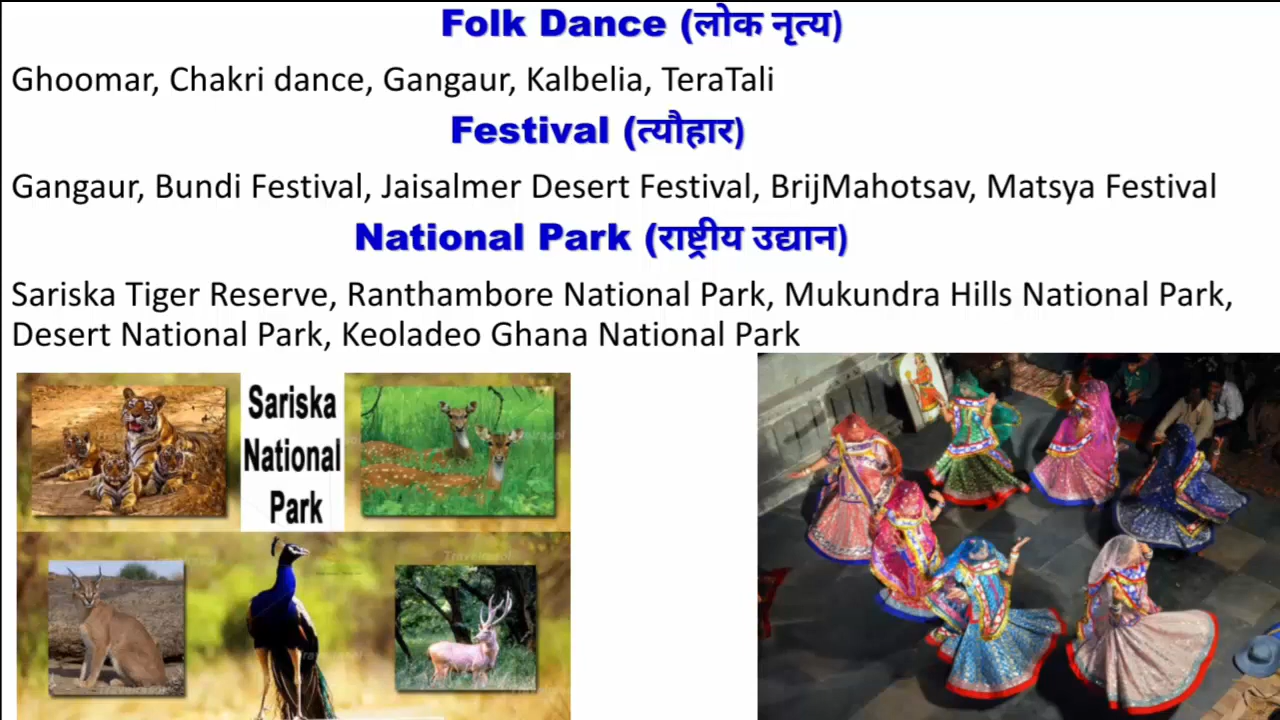 Folk Dance (लोक नृत्य)
Ghoomar, Chakri dance, Gangaur, Kalbelia, TeraTali
Festival (त्यौहार)
Gangaur, Bundi Festival, Jaisalmer Desert Festival, BrijMahotsav, Matsya Festival
National Park (राष्ट्रीय उद्यान)
Sariska Tiger Reserve, Ranthambore National Park, Mukundra Hills National Park,
Desert National Park, Keoladeo Ghana National Park
Sariska
National
Park
Travelrasol